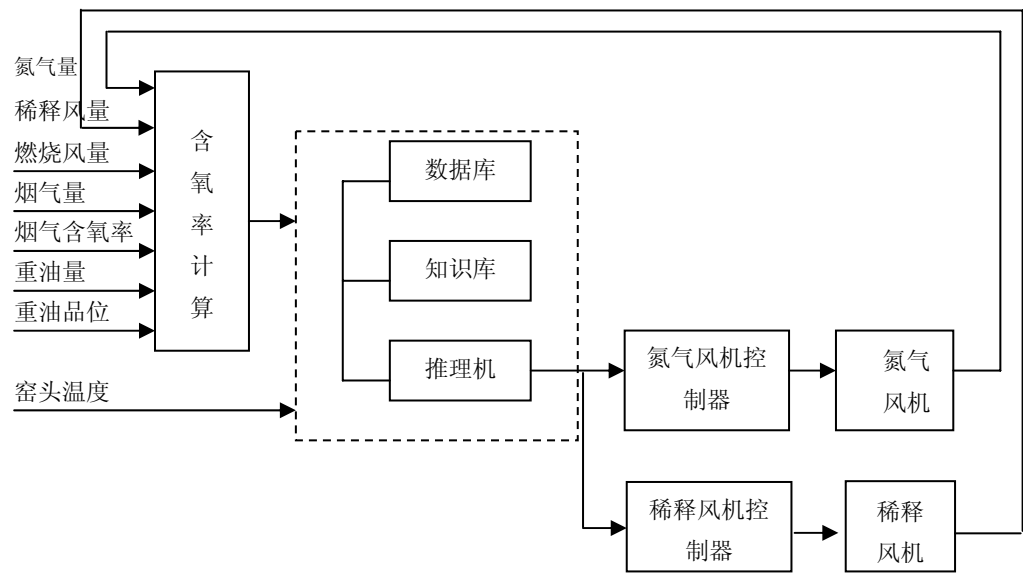 氮气量
稀释风量
燃烧风量
烟气量
烟气含氧率
重油量
重油品位
窑头温度
含
氧
率
计
算
数据库
知识库
推理机
氮气风机控
制器
氮气
风机
稀释风机控
制器
稀释
风机